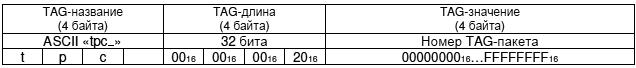 TAG-название (4 байта) TAG-длина (4 байта) TAG-значение (4 байта)
ASCII «tpc_» 32 бита Номер TAG-пакета
t p c 00₁₆ 00₁₆ 00₁₆ 20₁₆ 00000000₁₆...FFFFFFFF₁₆